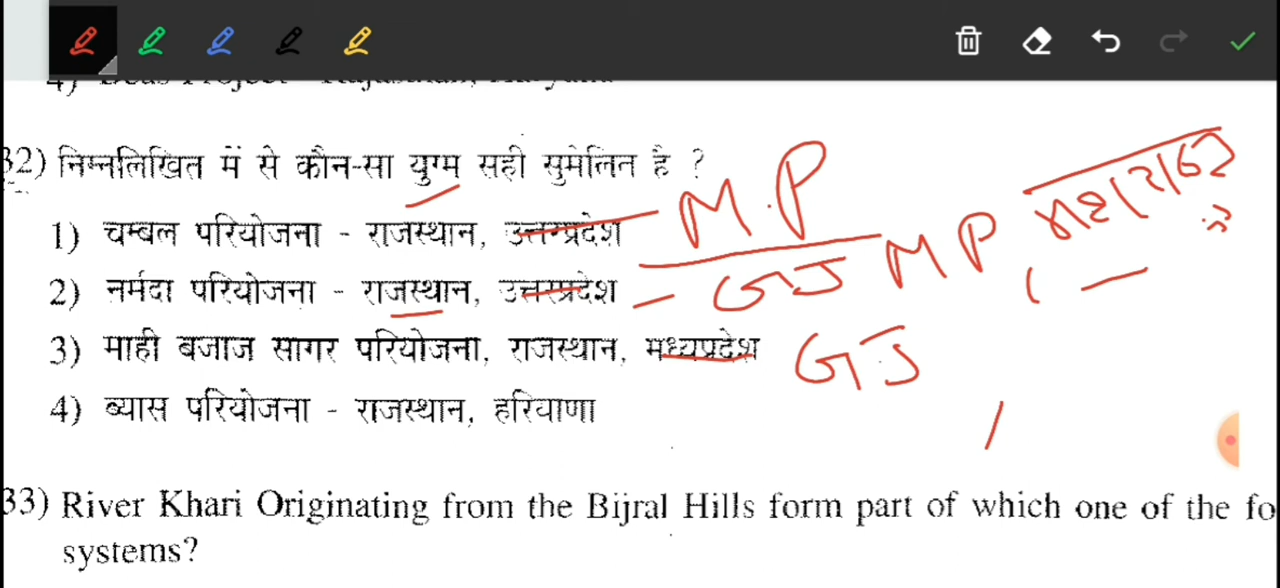 32) निम्नलिखित में से कौन-सा युग्म सही सुमेलित है ?
1) चम्बल परियोजना - राजस्थान, उत्तरप्रदेश MP
2) नर्मदा परियोजना - राजस्थान, उत्तरप्रदेश - GJ MP महाराष्ट्र
3) माही बजाज सागर परियोजना, राजस्थान, मध्यप्रदेश GJ
4) व्यास परियोजना - राजस्थान, हरियाणा
33) River Khari Originating from the Bijral Hills form part of which one of the fo
systems?